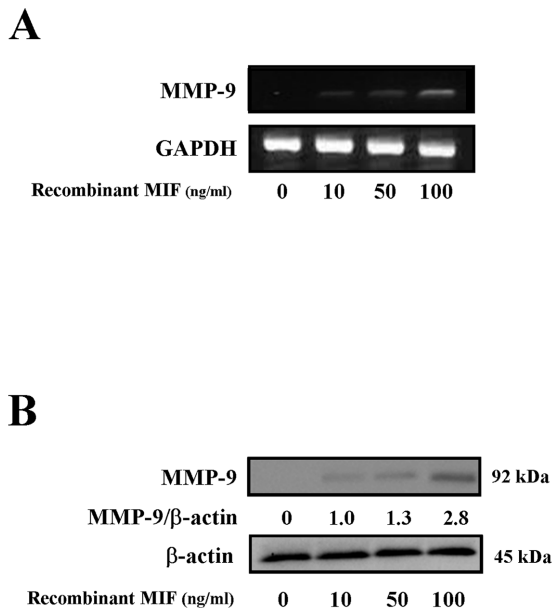 A
MMP-9
GAPDH
Recombinant MIF (ng/ml) 0 10 50 100
B
MMP-9 92 kDa
MMP-9/β-actin 0 1.0 1.3 2.8
β-actin 45 kDa
Recombinant MIF (ng/ml) 0 10 50 100